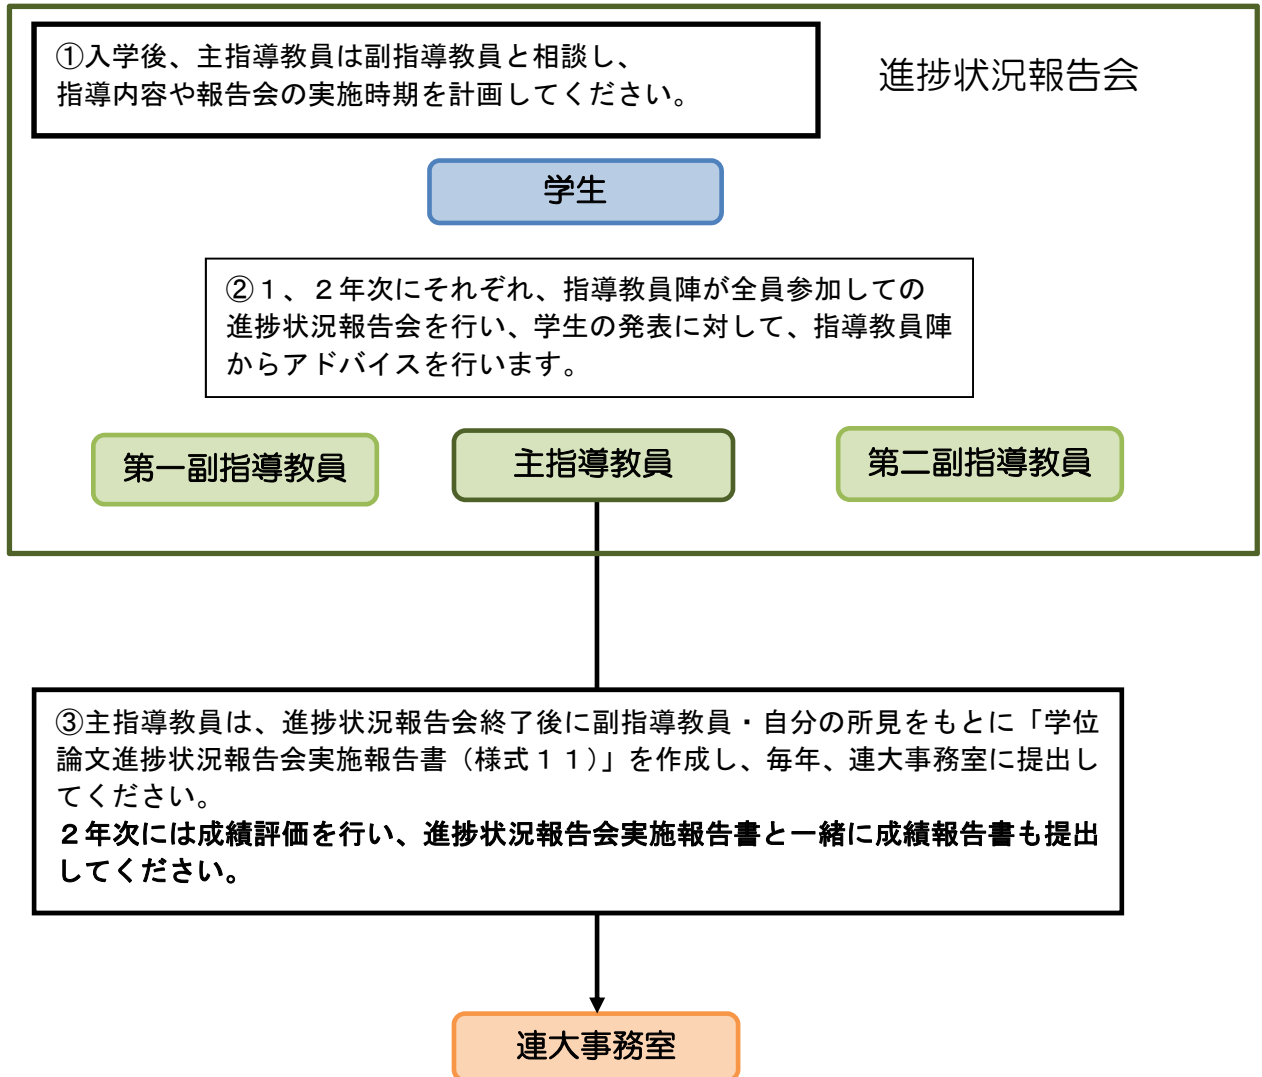 ①入学後、主指導教員は副指導教員と相談し、
指導内容や報告会の実施時期を計画してください。
進捗状況報告会
学生
②１、２年次にそれぞれ、指導教員陣が全員参加しての
進捗状況報告会を行い、学生の発表に対して、指導教員陣
からアドバイスを行います。
第一副指導教員
主指導教員
第二副指導教員
③主指導教員は、進捗状況報告会終了後に副指導教員・自分の所見をもとに「学位
論文進捗状況報告会実施報告書（様式１１）」を作成し、毎年、連大事務室に提出し
てください。
２年次には成績評価を行い、進捗状況報告会実施報告書と一緒に成績報告書も提出
してください。
連大事務室